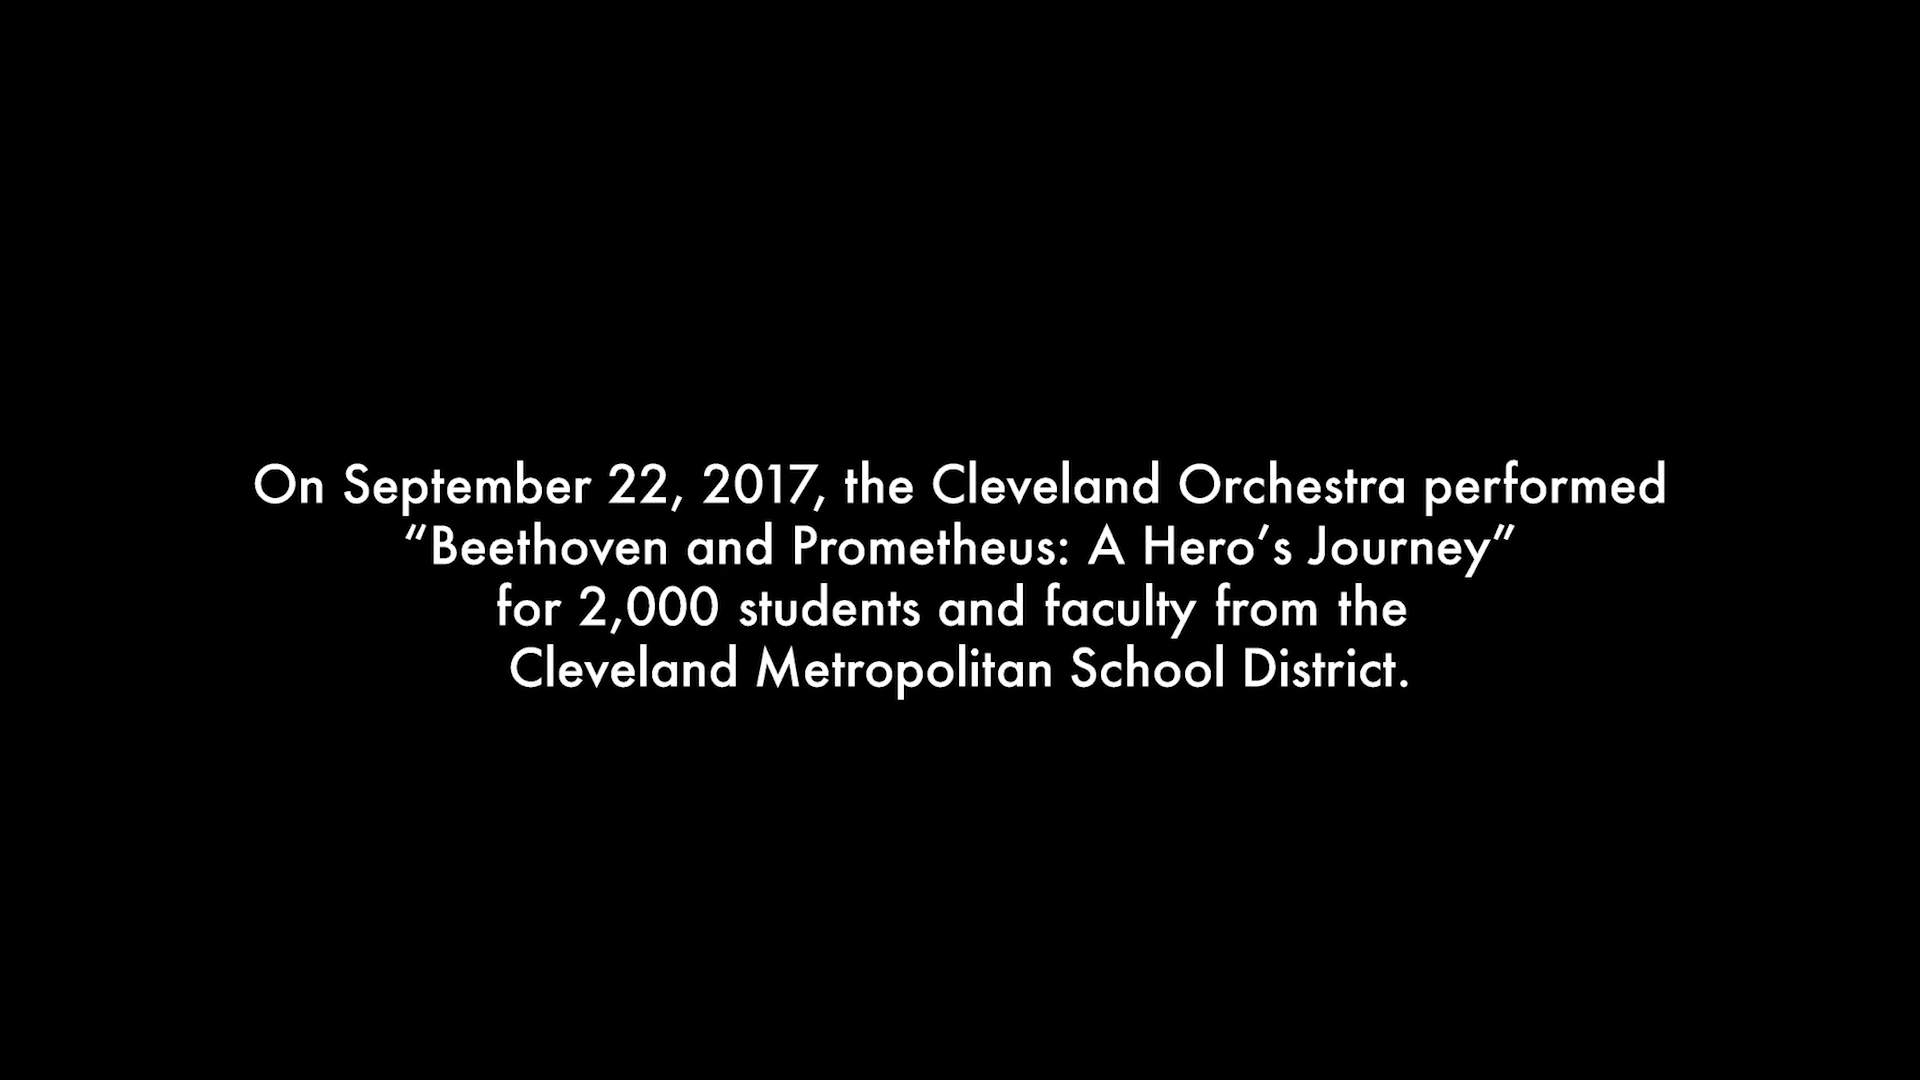 On September 22, 2017, the Cleveland Orchestra performed
“Beethoven and Prometheus: A Hero’s Journey”
for 2,000 students and faculty from the
Cleveland Metropolitan School District.